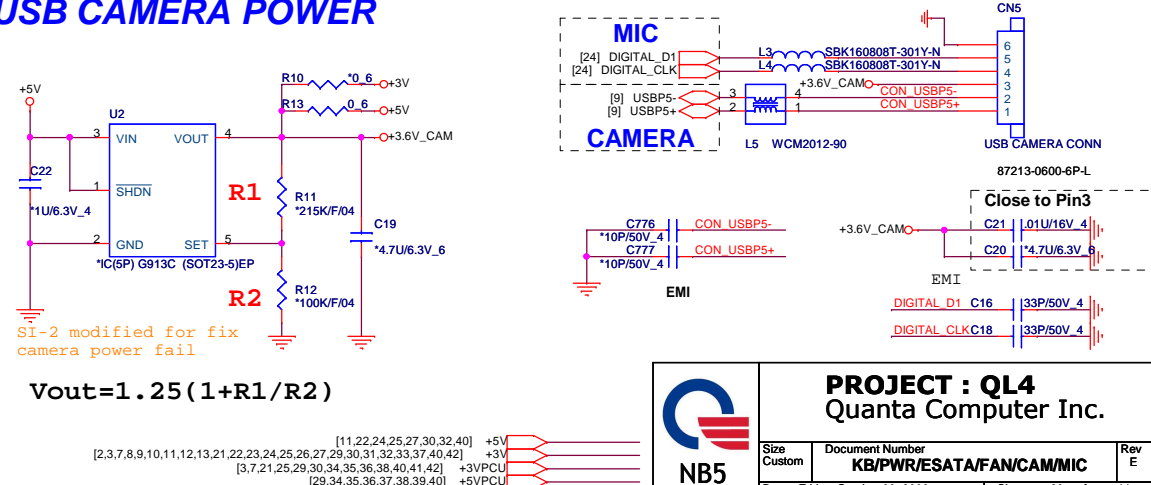 USB CAMERA POWER
+5V
U2
3
VIN
VOUT
4
1
SHDN
2
GND
SET
5
*IC(5P) G913C (SOT23-5)EP
C22
*1U/6.3V_4
R10
*0_6
+3V
R13
0_6
+5V
+3.6V_CAM
R1
R11
*215K/F/04
C19
*4.7U/6.3V_6
R2
R12
*100K/F/04
SI-2 modified for fix
camera power fail
Vout=1.25(1+R1/R2)
MIC
[24] DIGITAL_D1
[24] DIGITAL_CLK
L3
SBK160808T-301Y-N
L4
SBK160808T-301Y-N
+3.6V_CAM
[9] USBP5-
[9] USBP5+
CAMERA
3
4
2
1
CON_USBP5-
CON_USBP5+
L5 WCM2012-90
CN5
6
5
4
3
2
1
USB CAMERA CONN
87213-0600-6P-L
C776
CON_USBP5-
*10P/50V_4
C777
CON_USBP5+
*10P/50V_4
EMI
Close to Pin3
+3.6V_CAM
C21
.01U/16V_4
C20
*4.7U/6.3V_6
EMI
DIGITAL_D1 C16 33P/50V_4
DIGITAL_CLK C18 33P/50V_4
[11,22,24,25,27,30,32,40] +5V
[2,3,7,8,9,10,11,12,13,21,22,23,24,25,26,27,29,30,31,32,33,37,40,42] +3V
[3,7,21,25,29,30,34,35,36,38,40,41,42] +3VPCU
[29,34,35,36,37,38,39,40] +5VPCU
NB5
PROJECT : QL4
Quanta Computer Inc.
Size
Custom
Document Number
KB/PWR/ESATA/FAN/CAM/MIC
Rev
E